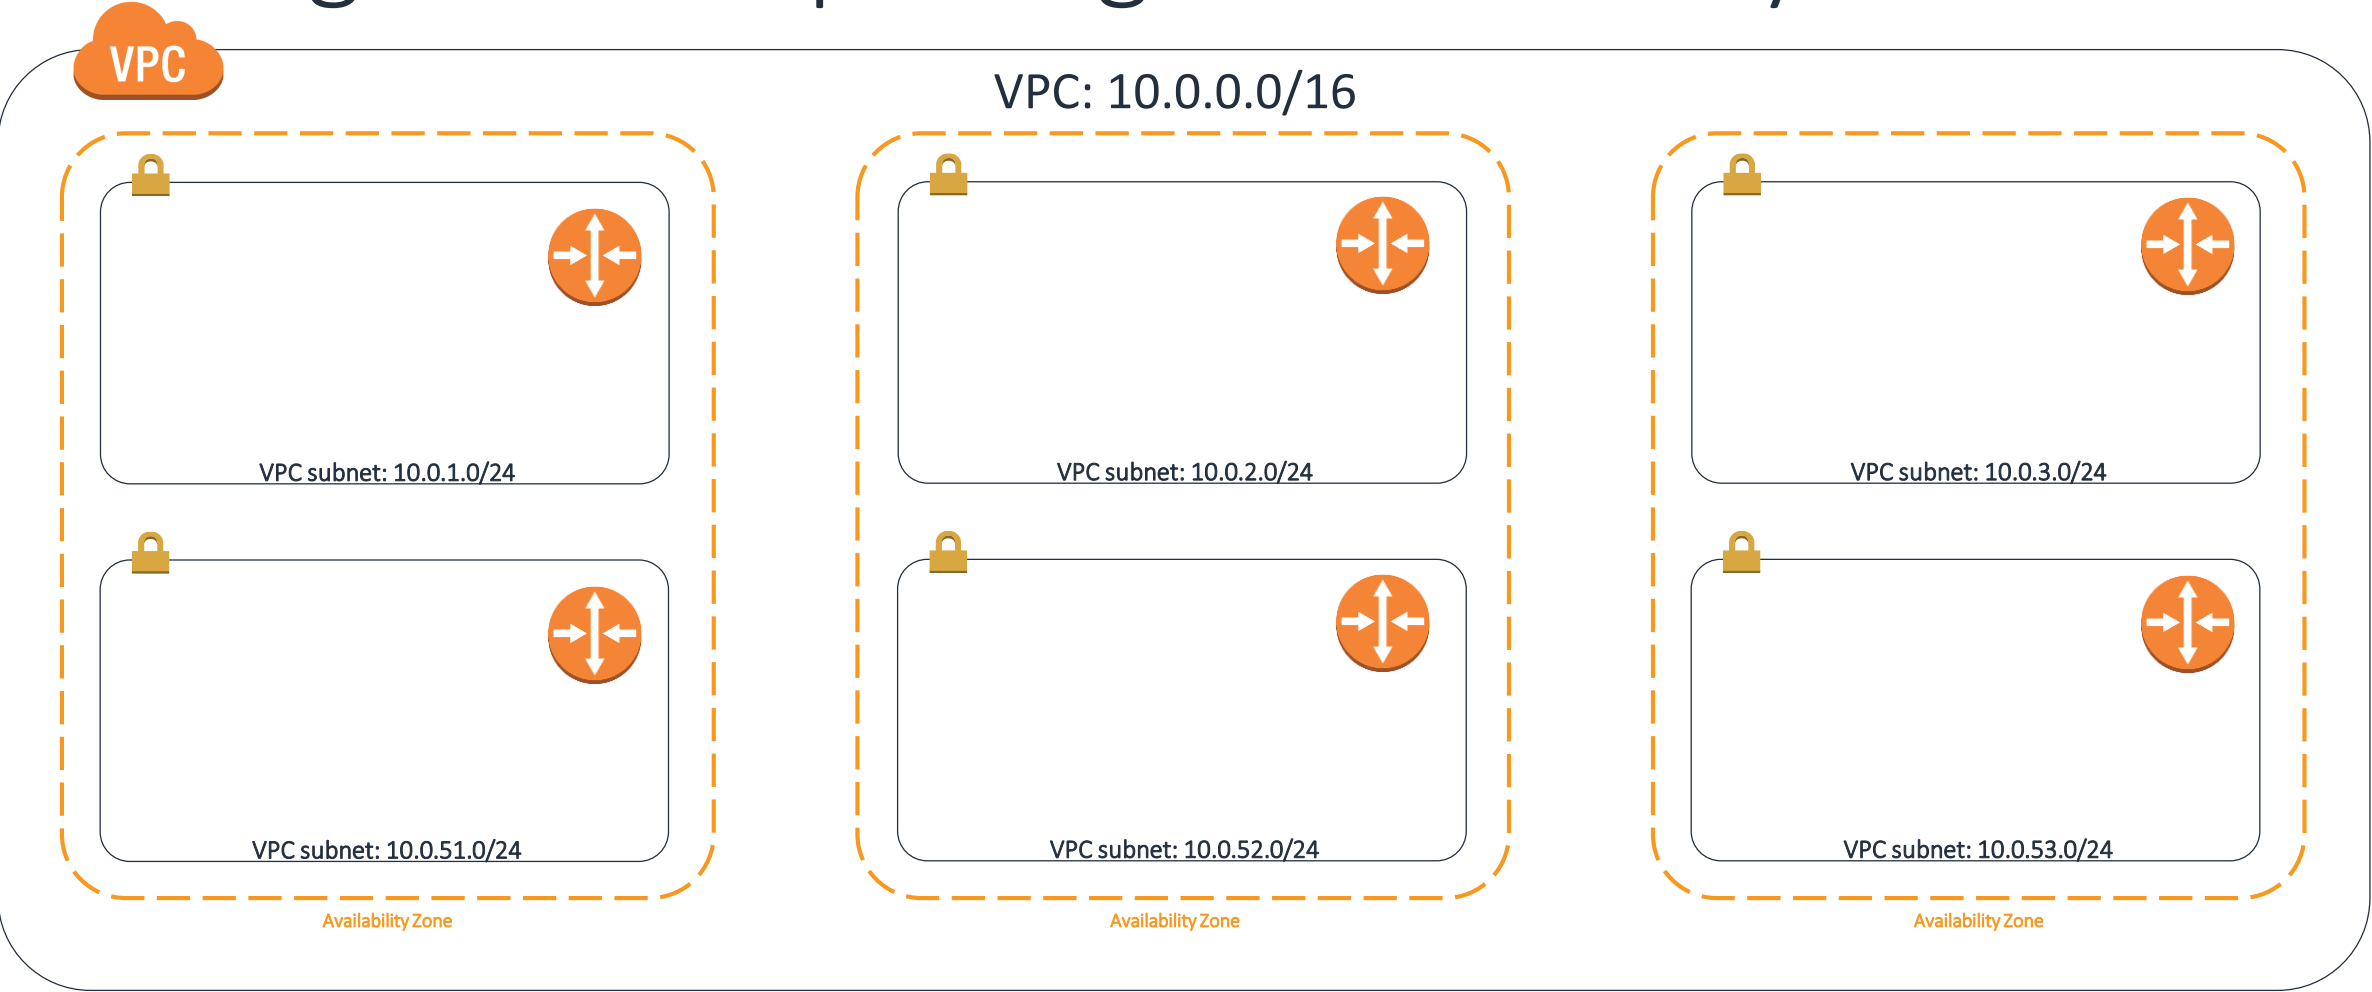 VPC
VPC: 10.0.0.0/16
VPC subnet: 10.0.1.0/24
VPC subnet: 10.0.2.0/24
VPC subnet: 10.0.3.0/24
VPC subnet: 10.0.51.0/24
VPC subnet: 10.0.52.0/24
VPC subnet: 10.0.53.0/24
Availability Zone
Availability Zone
Availability Zone